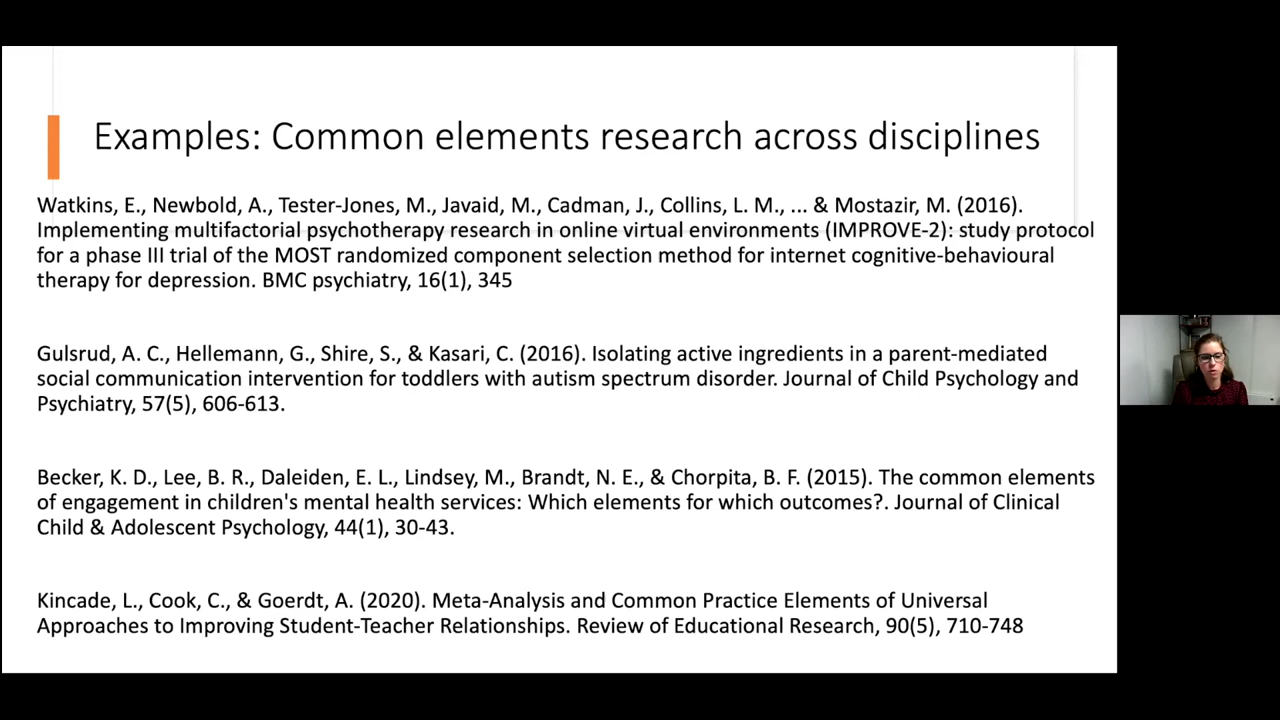 Examples: Common elements research across disciplines
Watkins, E., Newbold, A., Tester-Jones, M., Javaid, M., Cadman, J., Collins, L. M., ... & Mostazir, M. (2016).
Implementing multifactorial psychotherapy research in online virtual environments (IMPROVE-2): study protocol
for a phase III trial of the MOST randomized component selection method for internet cognitive-behavioural
therapy for depression. BMC psychiatry, 16(1), 345
Gulsrud, A. C., Hellemann, G., Shire, S., & Kasari, C. (2016). Isolating active ingredients in a parent-mediated
social communication intervention for toddlers with autism spectrum disorder. Journal of Child Psychology and
Psychiatry, 57(5), 606-613.
Becker, K. D., Lee, B. R., Daleiden, E. L., Lindsey, M., Brandt, N. E., & Chorpita, B. F. (2015). The common elements
of engagement in children's mental health services: Which elements for which outcomes?. Journal of Clinical
Child & Adolescent Psychology, 44(1), 30-43.
Kincade, L., Cook, C., & Goerdt, A. (2020). Meta-Analysis and Common Practice Elements of Universal
Approaches to Improving Student-Teacher Relationships. Review of Educational Research, 90(5), 710-748